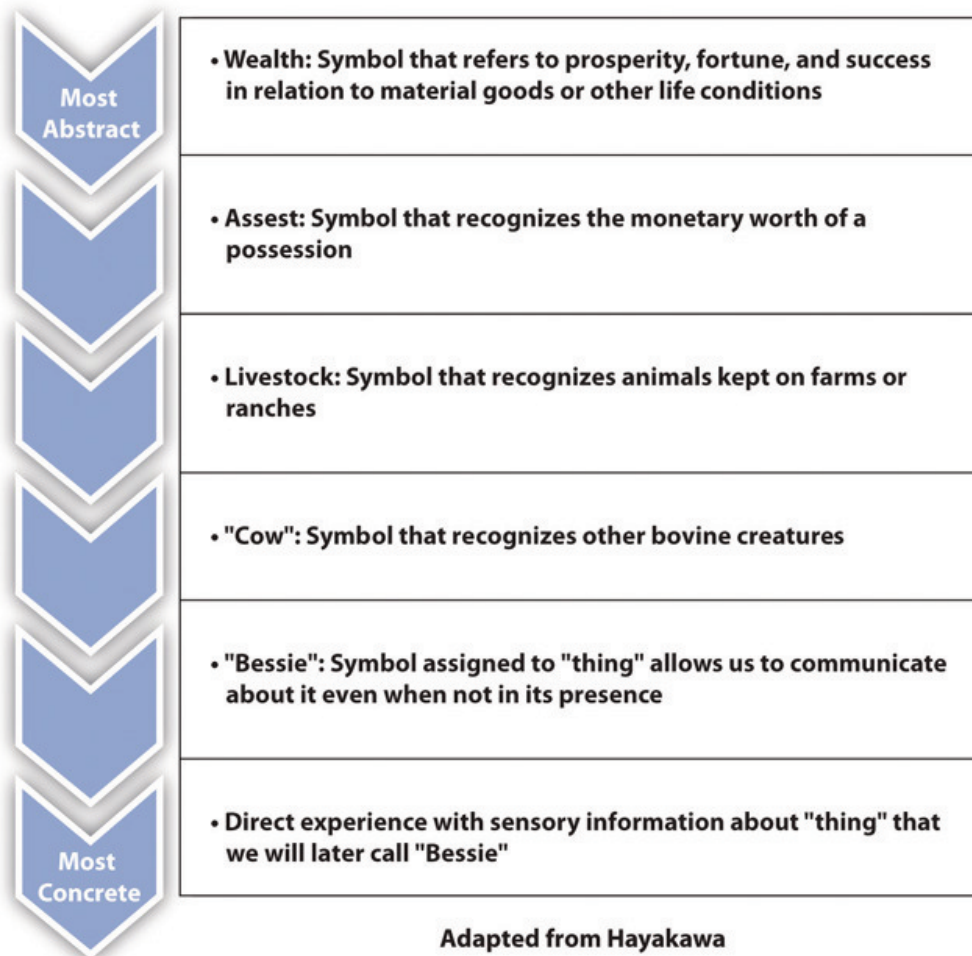 Most
Abstract
• Wealth: Symbol that refers to prosperity, fortune, and success
in relation to material goods or other life conditions
• Assest: Symbol that recognizes the monetary worth of a
possession
• Livestock: Symbol that recognizes animals kept on farms or
ranches
• "Cow": Symbol that recognizes other bovine creatures
• "Bessie": Symbol assigned to "thing" allows us to communicate
about it even when not in its presence
• Direct experience with sensory information about "thing" that
we will later call "Bessie"
Most
Concrete
Adapted from Hayakawa